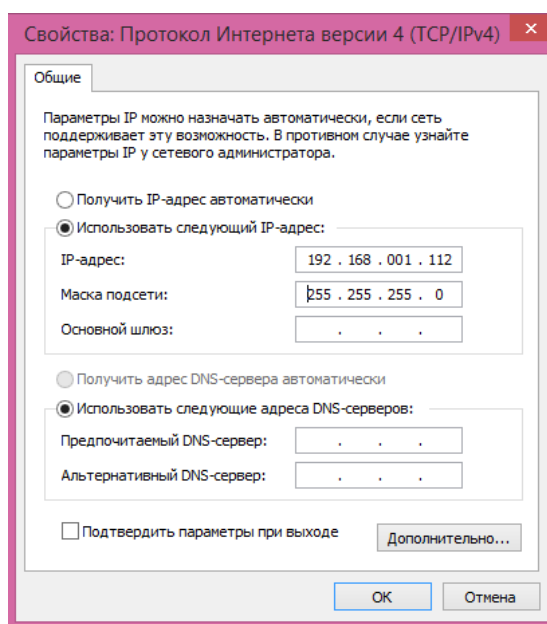 Свойства: Протокол Интернета версии 4 (TCP/IPv4)
Общие
Параметры IP можно назначать автоматически, если сеть
поддерживает эту возможность. В противном случае узнайте
параметры IP у сетевого администратора.
Получить IP-адрес автоматически
Использовать следующий IP-адрес:
IP-адрес: 192 . 168 . 001 . 112
Маска подсети: 255 . 255 . 255 . 0
Основной шлюз: . . .
Получить адрес DNS-сервера автоматически
Использовать следующие адреса DNS-серверов:
Предпочитаемый DNS-сервер: . . .
Альтернативный DNS-сервер: . . .
Подтвердить параметры при выходе
Дополнительно...
ОК Отмена